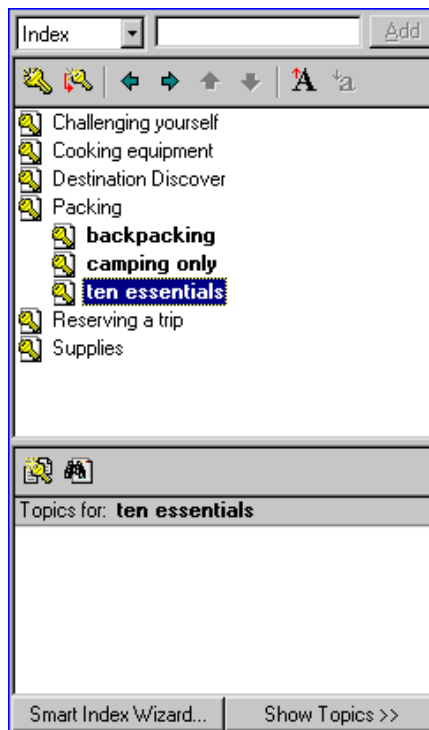 Index Add
A a
Challenging yourself
Cooking equipment
Destination Discover
Packing
backpacking
camping only
ten essentials
Reserving a trip
Supplies
Topics for: ten essentials
Smart Index Wizard... Show Topics >>